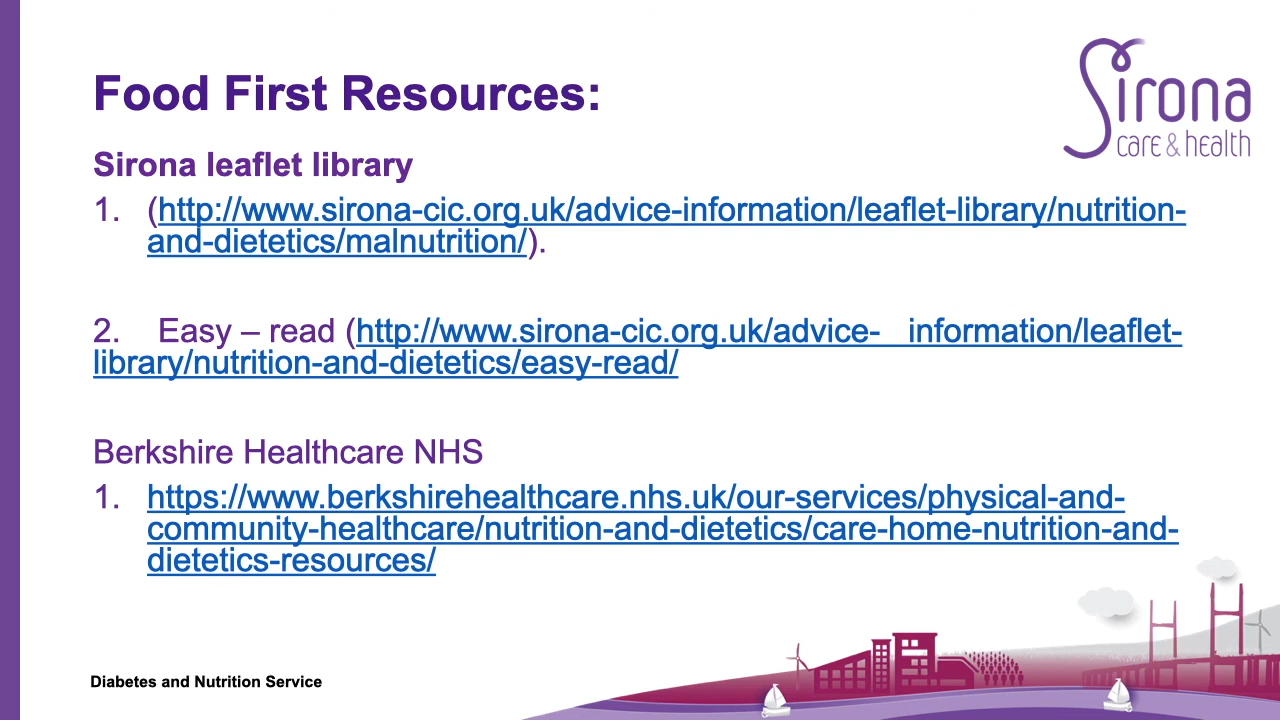 Food First Resources:
Sirona
care & health
Sirona leaflet library
1. (http://www.sirona-cic.org.uk/advice-information/leaflet-library/nutrition-
and-dietetics/malnutrition/).
2. Easy – read (http://www.sirona-cic.org.uk/advice- information/leaflet-
library/nutrition-and-dietetics/easy-read/
Berkshire Healthcare NHS
1. https://www.berkshirehealthcare.nhs.uk/our-services/physical-and-
community-healthcare/nutrition-and-dietetics/care-home-nutrition-and-
dietetics-resources/
Diabetes and Nutrition Service